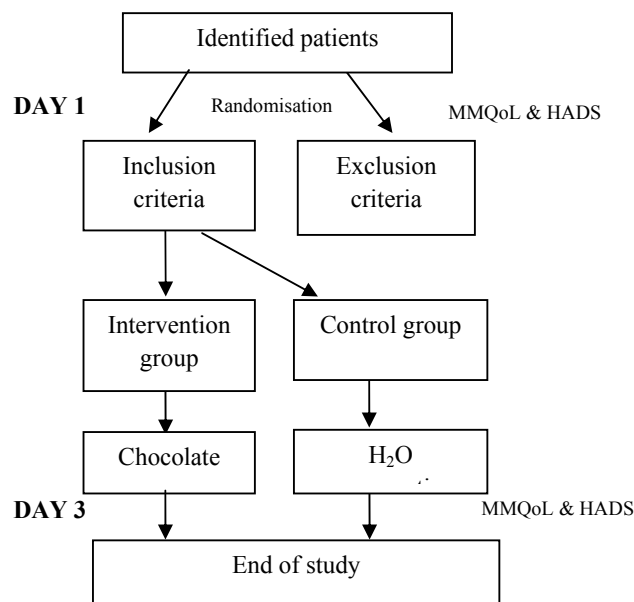 Identified patients
DAY 1
Randomisation
MMQoL & HADS
Inclusion
criteria
Exclusion
criteria
Intervention
group
Control group
Chocolate
H₂O
DAY 3
MMQoL & HADS
End of study